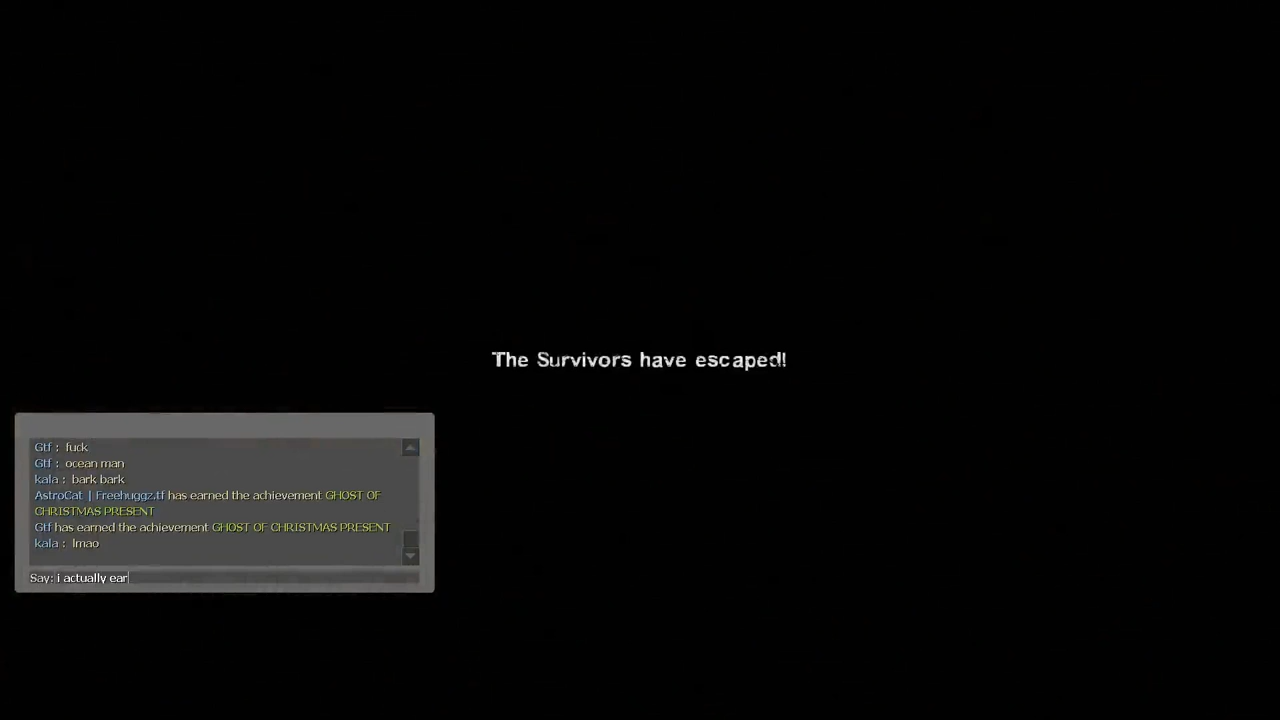 The Survivors have escaped!
Gtf : fuck
Gtf : ocean man
kala : bark bark
AstroCat | Freehuggz.tf has earned the achievement GHOST OF
CHRISTMAS PRESENT
Gtf has earned the achievement GHOST OF CHRISTMAS PRESENT
kala : lmao
Say: i actually ear